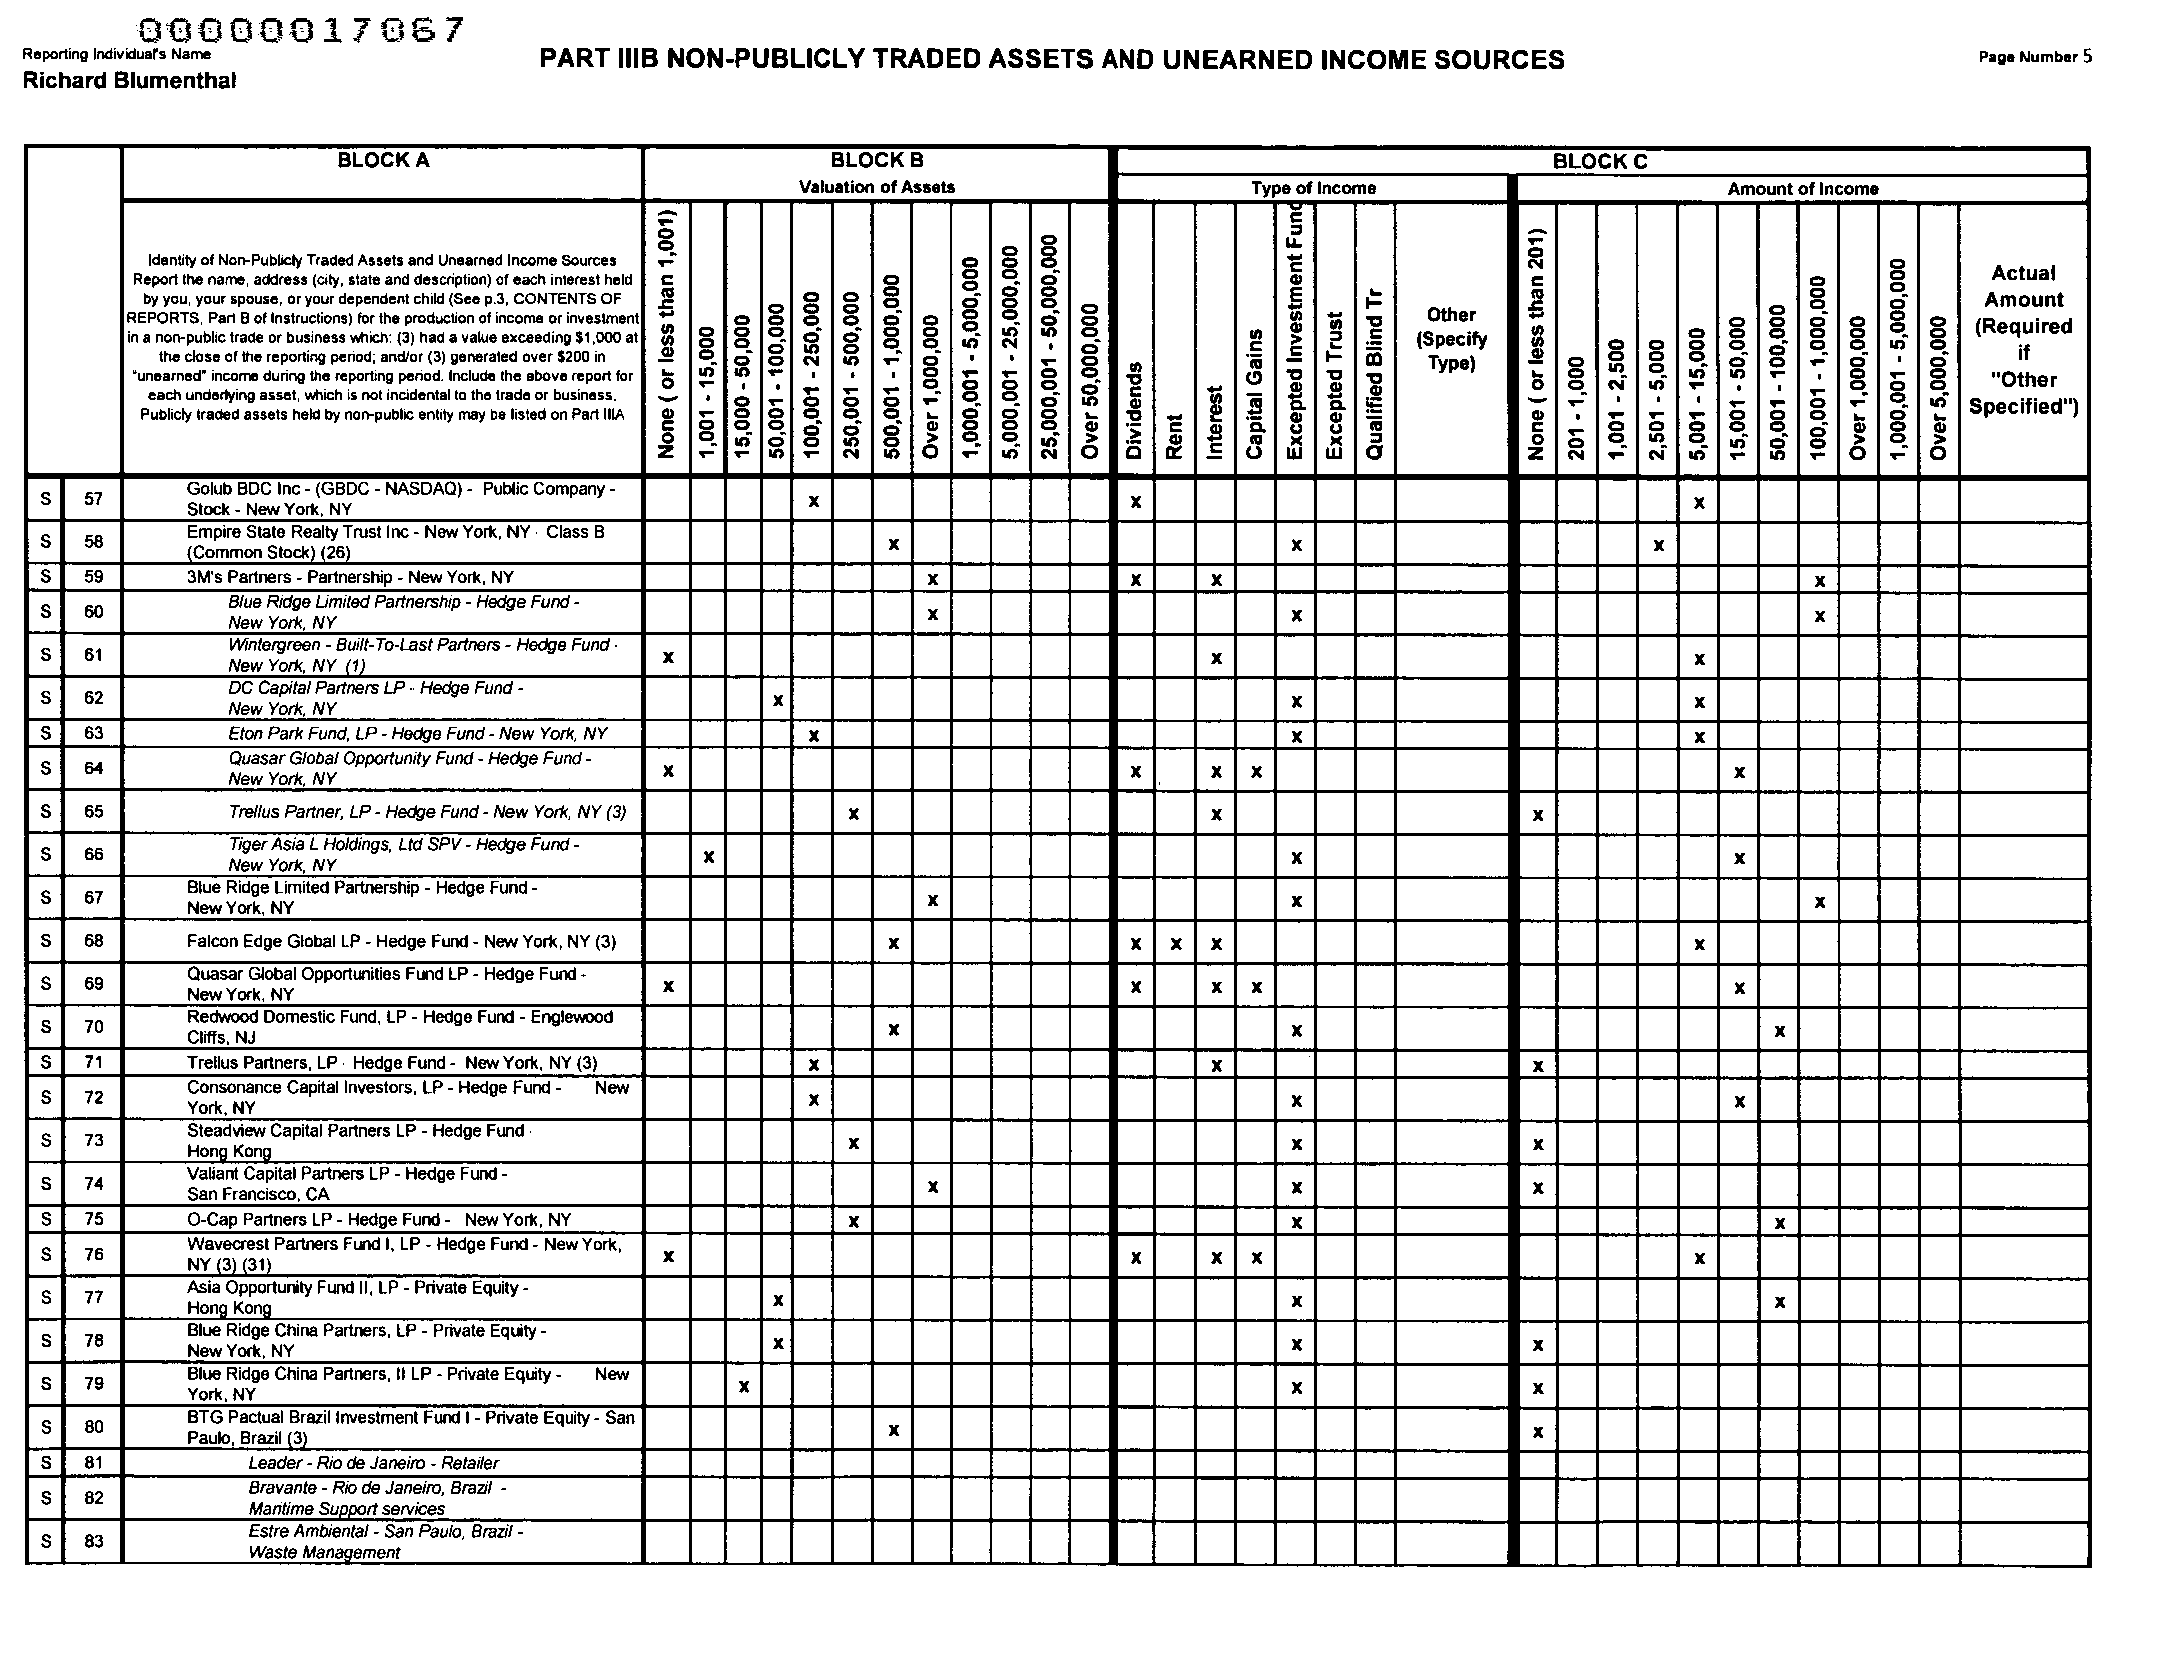 00000017067
Reporting Individual's Name
Richard Blumenthal
PART IIIB NON-PUBLICLY TRADED ASSETS AND UNEARNED INCOME SOURCES
Page Number 5
BLOCK A
BLOCK B
BLOCK C
Valuation of Assets
Type of Income
Amount of Income
Identity of Non-Publicly Traded Assets and Unearned Income Sources
Report the name, address (city, state and description) of each interest held
by you, your spouse, or your dependent child (See p.3, CONTENTS OF
REPORTS, Part B of Instructions) for the production of income or investment
in a non-public trade or business which: (3) had a value exceeding $1,000 at
the close of the reporting period; and/or (3) generated over $200 in
"unearned" income during the reporting period. Include the above report for
each underlying asset, which is not incidental to the trade or business.
Publicly traded assets held by non-public entity may be listed on Part IIIA
None ( or less than 1,001)
1,001 - 15,000
15,000 - 50,000
50,001 - 100,000
100,001 - 250,000
250,001 - 500,000
500,001 - 1,000,000
Over 1,000,000
1,000,001 - 5,000,000
5,000,001 - 25,000,000
25,000,001 - 50,000,000
Over 50,000,000
Dividends
Rent
Interest
Capital Gains
Excepted Investment Fund
Excepted Trust
Qualified Blind Tr
Other
(Specify
Type)
None ( or less than 201)
201 - 1,000
1,001 - 2,500
2,501 - 5,000
5,001 - 15,000
15,001 - 50,000
50,001 - 100,000
100,001 - 1,000,000
Over 1,000,000
1,000,001 - 5,000,000
Over 5,000,000
Actual
Amount
(Required
if
"Other
Specified")
S 57 Golub BDC Inc - (GBDC - NASDAQ) - Public Company -
Stock - New York, NY x x x
S 58 Empire State Realty Trust Inc - New York, NY - Class B
(Common Stock) (26) x x x
S 59 3M's Partners - Partnership - New York, NY x x x x
S 60 Blue Ridge Limited Partnership - Hedge Fund -
New York, NY x x x
S 61 Wintergreen - Built-To-Last Partners - Hedge Fund -
New York, NY (1) x x x
S 62 DC Capital Partners LP - Hedge Fund -
New York, NY x x x
S 63 Eton Park Fund, LP - Hedge Fund - New York, NY x x x
S 64 Quasar Global Opportunity Fund - Hedge Fund -
New York, NY x x x x x
S 65 Trellus Partner, LP - Hedge Fund - New York, NY (3) x x x
S 66 Tiger Asia L Holdings, Ltd SPV - Hedge Fund -
New York, NY x x x
S 67 Blue Ridge Limited Partnership - Hedge Fund -
New York, NY x x x
S 68 Falcon Edge Global LP - Hedge Fund - New York, NY (3) x x x x x
S 69 Quasar Global Opportunities Fund LP - Hedge Fund -
New York, NY x x x x x
S 70 Redwood Domestic Fund, LP - Hedge Fund - Englewood
Cliffs, NJ x x x
S 71 Trellus Partners, LP - Hedge Fund - New York, NY (3) x x x
S 72 Consonance Capital Investors, LP - Hedge Fund - New
York, NY x x x
S 73 Steadview Capital Partners LP - Hedge Fund -
Hong Kong x x x
S 74 Valiant Capital Partners LP - Hedge Fund -
San Francisco, CA x x x
S 75 O-Cap Partners LP - Hedge Fund - New York, NY x x x
S 76 Wavecrest Partners Fund I, LP - Hedge Fund - New York,
NY (3) (31) x x x x x
S 77 Asia Opportunity Fund II, LP - Private Equity -
Hong Kong x x x
S 78 Blue Ridge China Partners, LP - Private Equity -
New York, NY x x x
S 79 Blue Ridge China Partners, II LP - Private Equity - New
York, NY x x x
S 80 BTG Pactual Brazil Investment Fund I - Private Equity - San
Paulo, Brazil (3) x x
S 81 Leader - Rio de Janeiro - Retailer
S 82 Bravante - Rio de Janeiro, Brazil -
Maritime Support services
S 83 Estre Ambiental - San Paulo, Brazil -
Waste Management